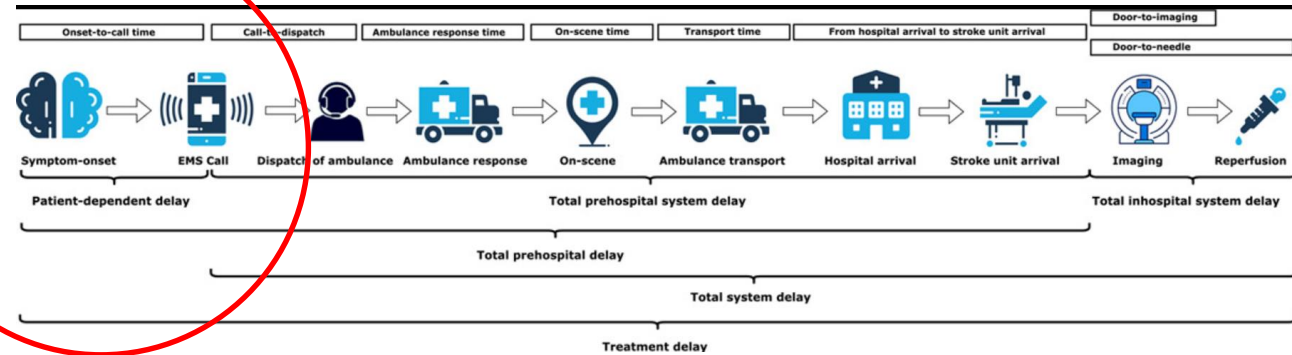 Door-to-imaging
Onset-to-call time
Call-to-dispatch
Ambulance response time
On-scene time
Transport time
From hospital arrival to stroke unit arrival
Door-to-needle
Symptom-onset
EMS Call
Dispatch of ambulance
Ambulance response
On-scene
Ambulance transport
Hospital arrival
Stroke unit arrival
Imaging
Reperfusion
Patient-dependent delay
Total prehospital system delay
Total inhospital system delay
Total prehospital delay
Total system delay
Treatment delay